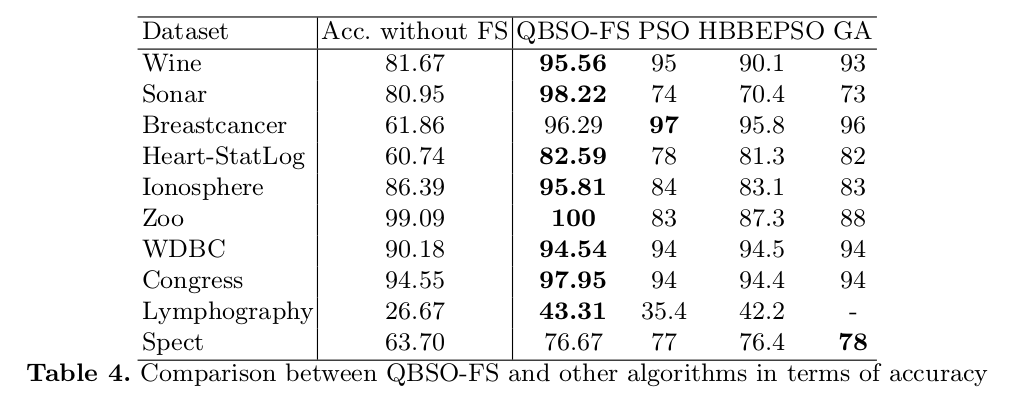 Dataset Acc. without FS QBSO-FS PSO HBBEPSO GA
Wine 81.67 95.56 95 90.1 93
Sonar 80.95 98.22 74 70.4 73
Breastcancer 61.86 96.29 97 95.8 96
Heart-StatLog 60.74 82.59 78 81.3 82
Ionosphere 86.39 95.81 84 83.1 83
Zoo 99.09 100 83 87.3 88
WDBC 90.18 94.54 94 94.5 94
Congress 94.55 97.95 94 94.4 94
Lymphography 26.67 43.31 35.4 42.2 -
Spect 63.70 76.67 77 76.4 78
Table 4. Comparison between QBSO-FS and other algorithms in terms of accuracy